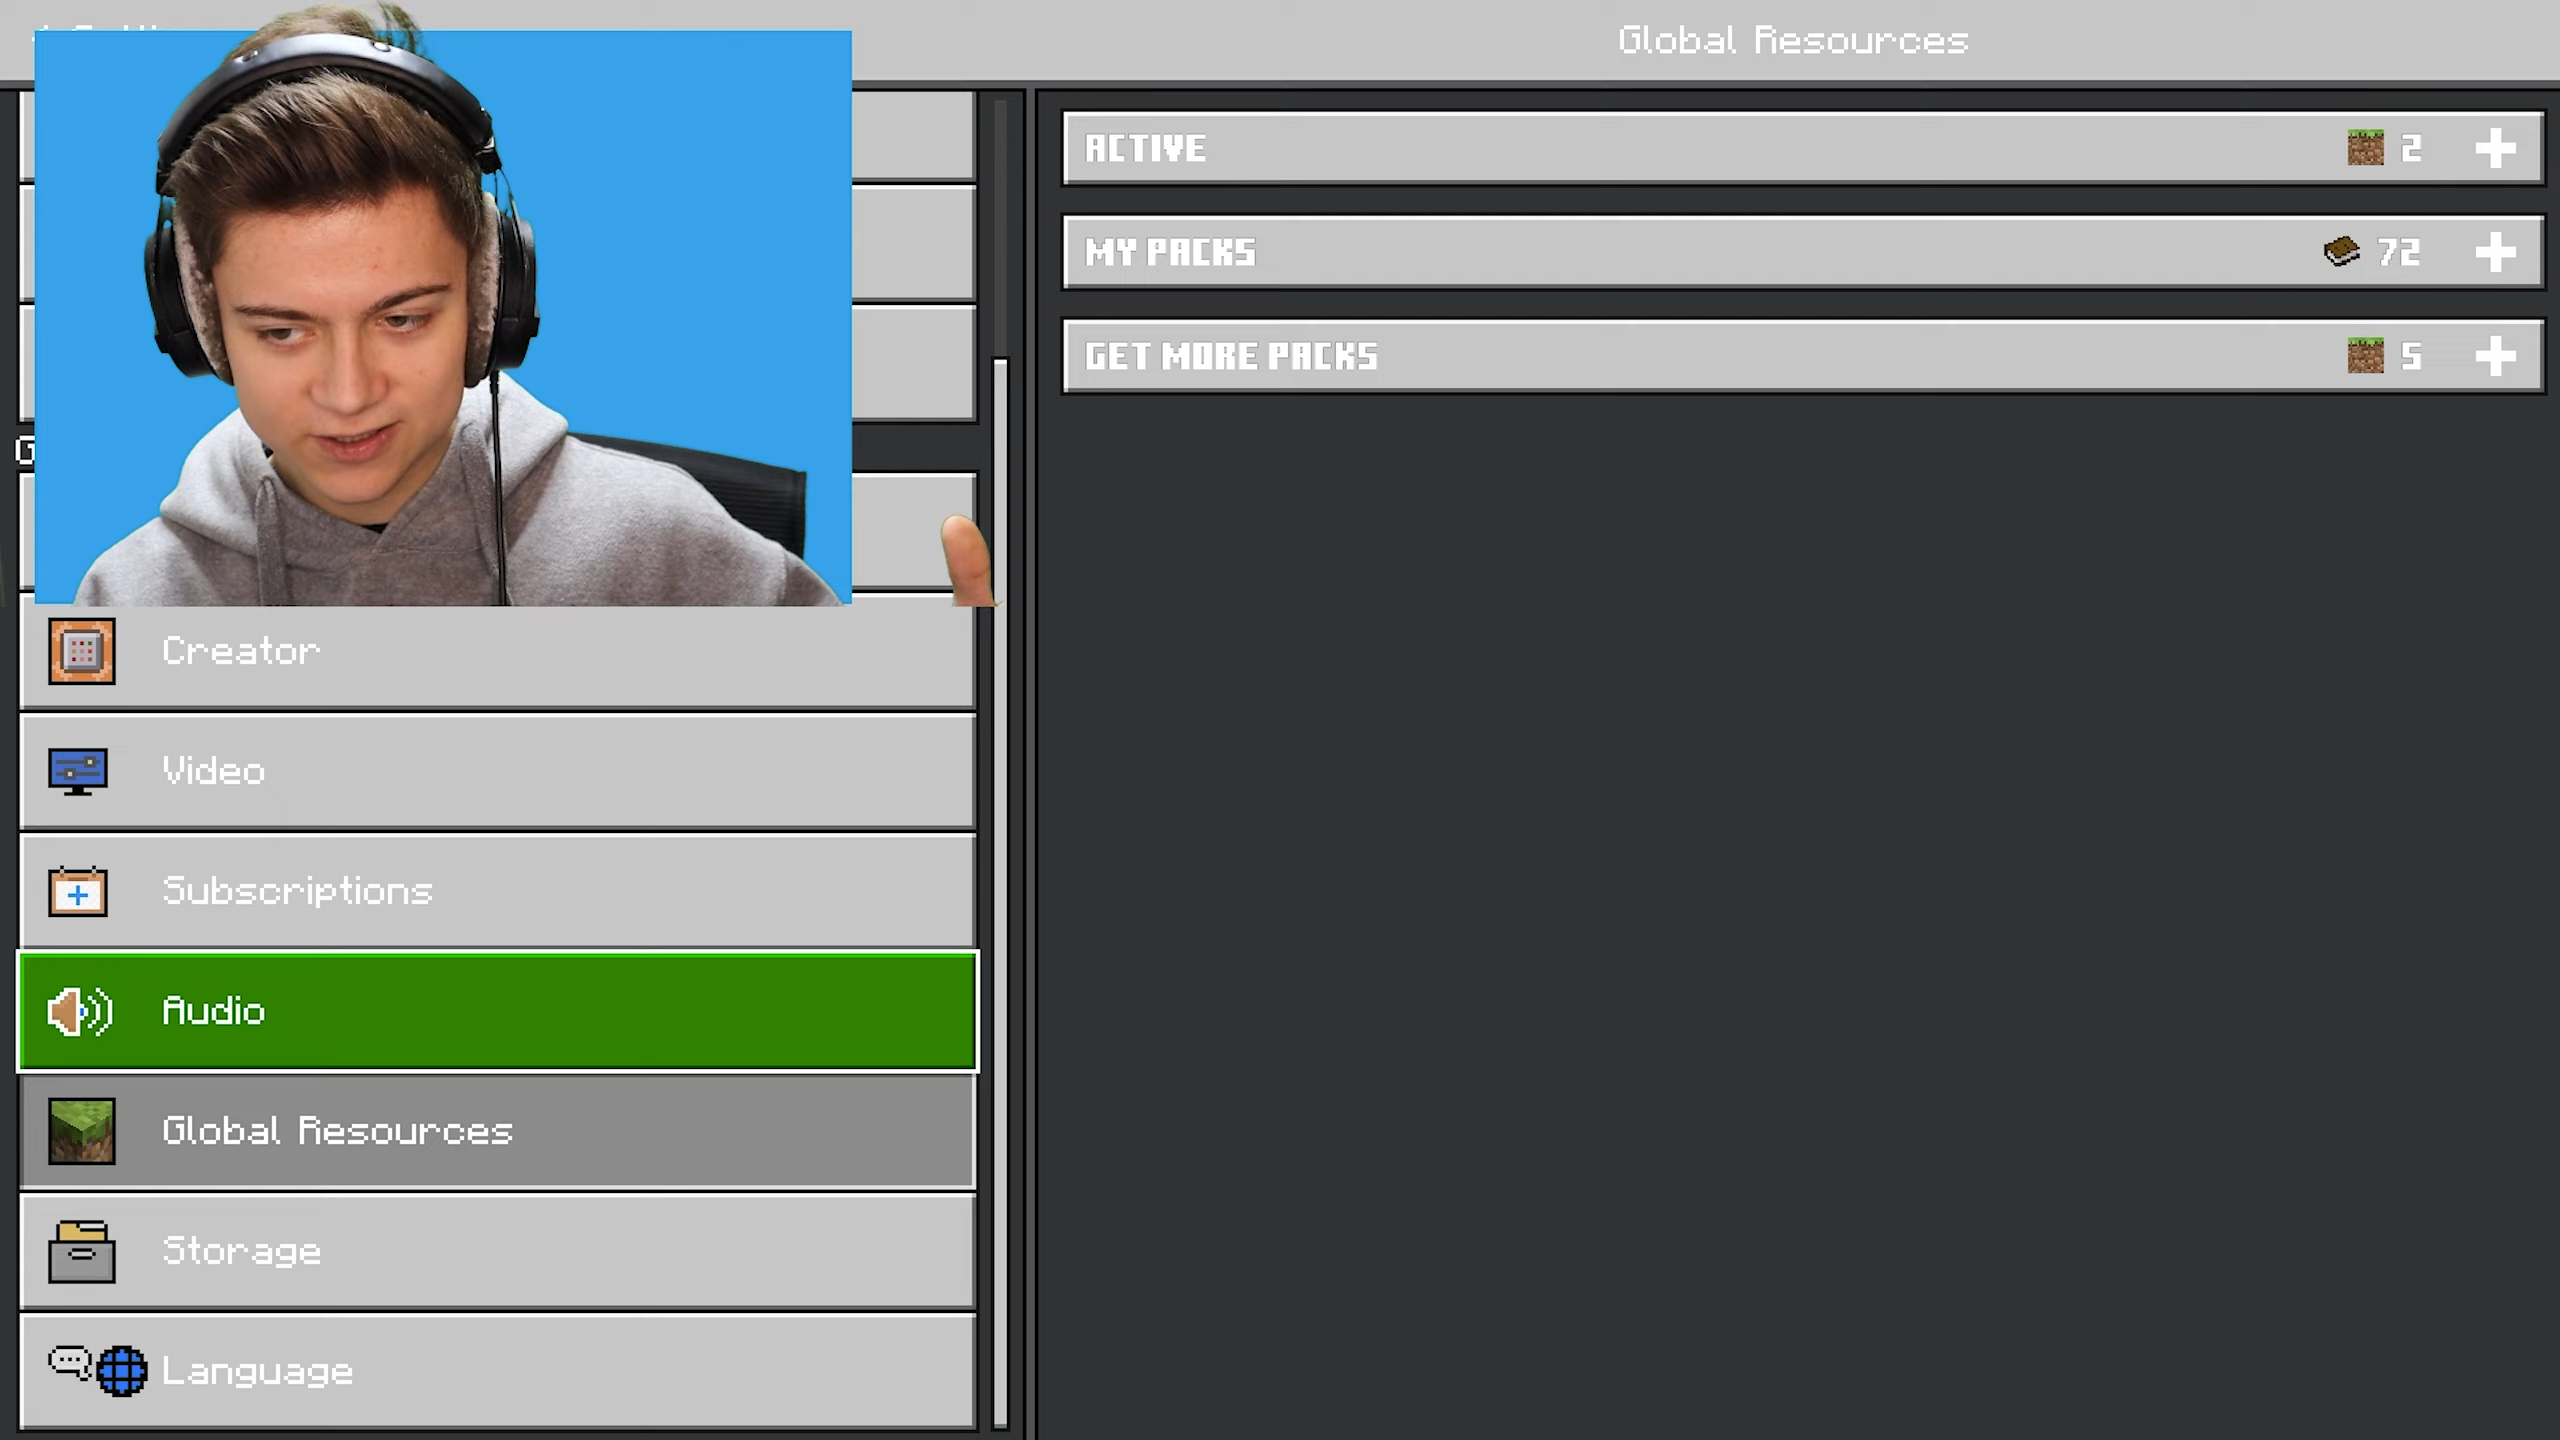 Global Resources
ACTIVE 2
MY PACKS 72
GET MORE PACKS 5
Creator
Video
Subscriptions
Audio
Global Resources
Storage
Language